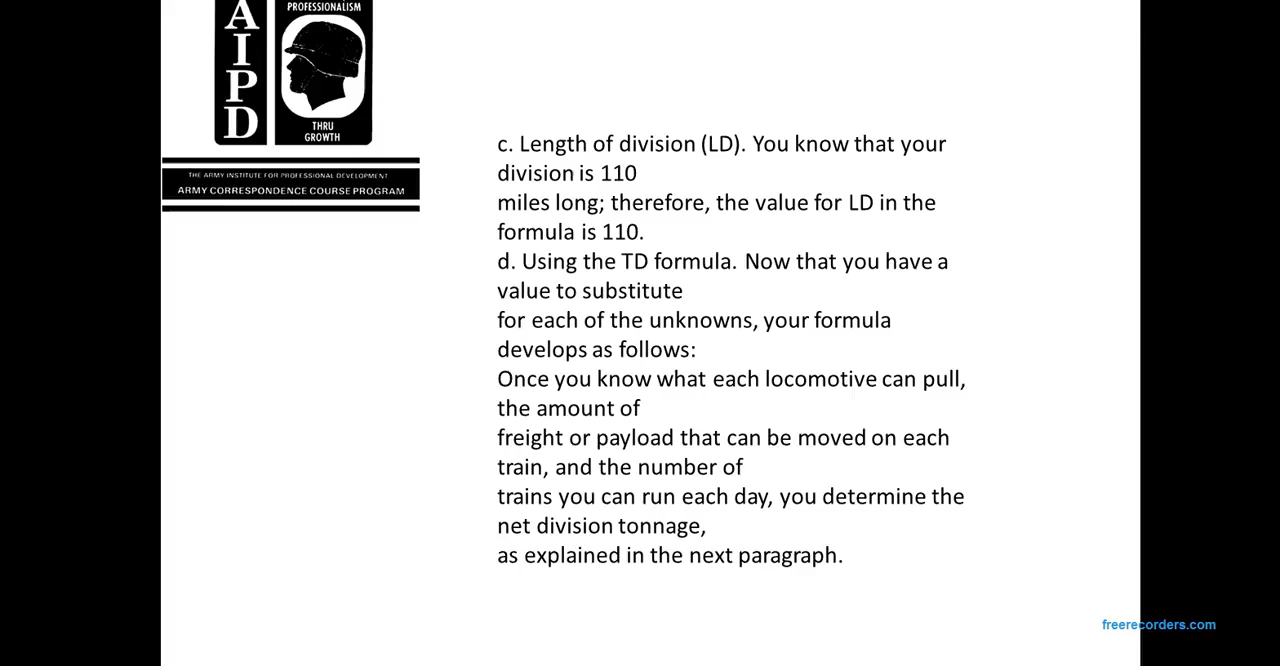 A
I
P
D
PROFESSIONALISM
THRU
GROWTH
THE ARMY INSTITUTE FOR PROFESSIONAL DEVELOPMENT
ARMY CORRESPONDENCE COURSE PROGRAM
c. Length of division (LD). You know that your
division is 110
miles long; therefore, the value for LD in the
formula is 110.
d. Using the TD formula. Now that you have a
value to substitute
for each of the unknowns, your formula
develops as follows:
Once you know what each locomotive can pull,
the amount of
freight or payload that can be moved on each
train, and the number of
trains you can run each day, you determine the
net division tonnage,
as explained in the next paragraph.
freerecorders.com